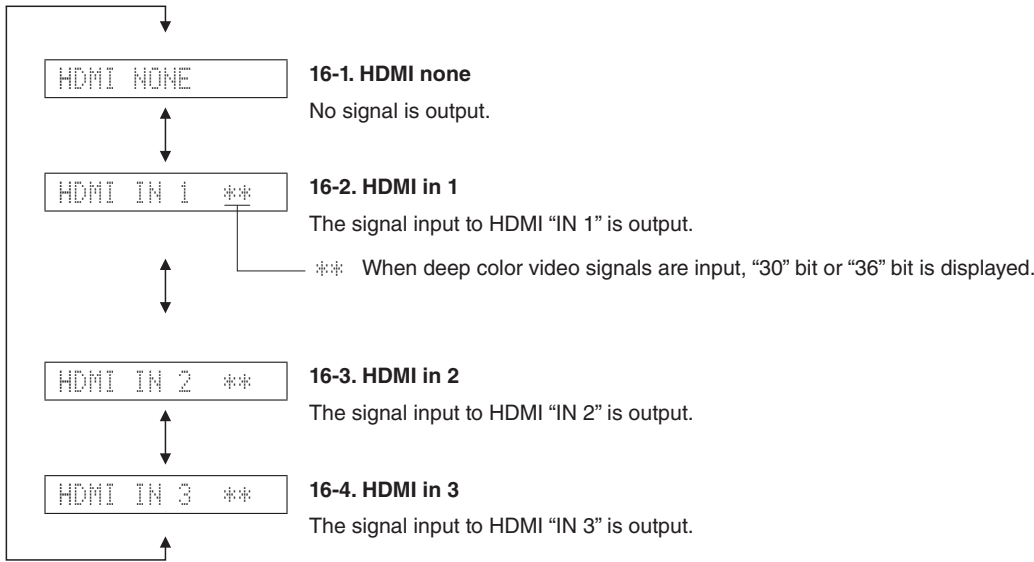 HDMI NONE
16-1. HDMI none
No signal is output.
HDMI IN 1 **
16-2. HDMI in 1
The signal input to HDMI “IN 1” is output.
** When deep color video signals are input, “30” bit or “36” bit is displayed.
HDMI IN 2 **
16-3. HDMI in 2
The signal input to HDMI “IN 2” is output.
HDMI IN 3 **
16-4. HDMI in 3
The signal input to HDMI “IN 3” is output.